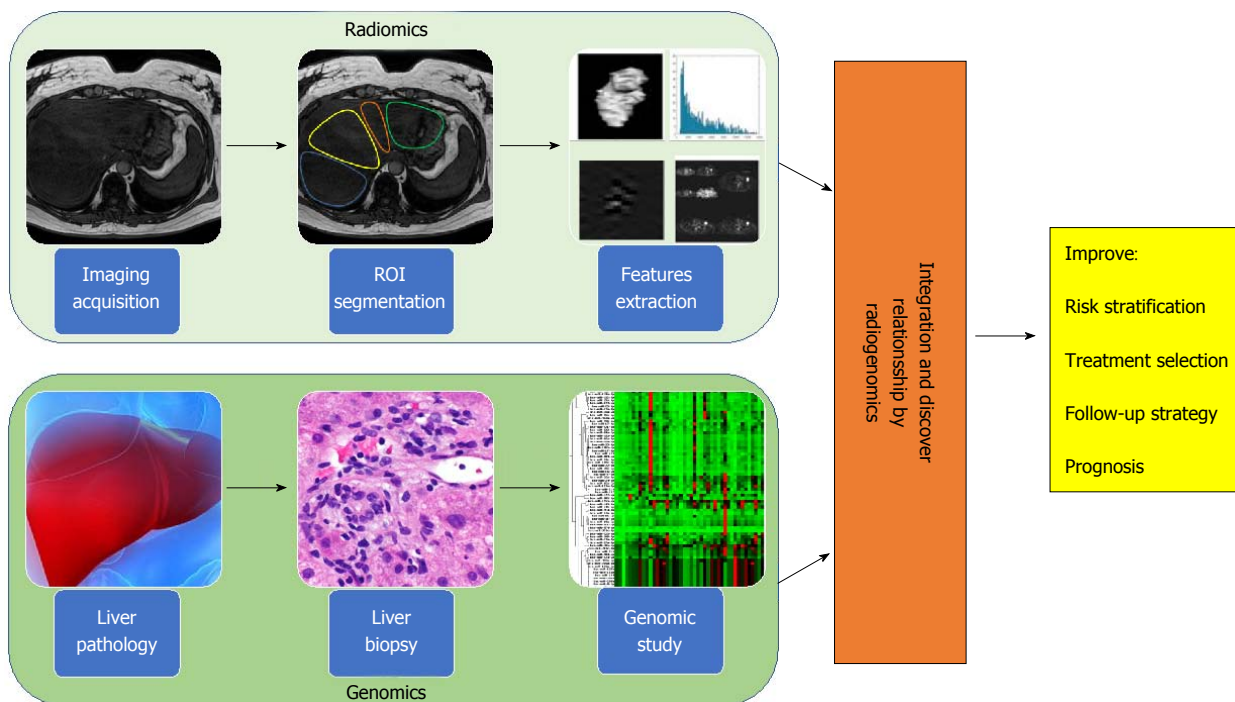 Radiomics
Imaging
acquisition
ROI
segmentation
Features
extraction
Liver
pathology
Liver
biopsy
Genomic
study
Genomics
Integration and discover
relationsship by
radiogenomics
Improve:
Risk stratification
Treatment selection
Follow-up strategy
Prognosis